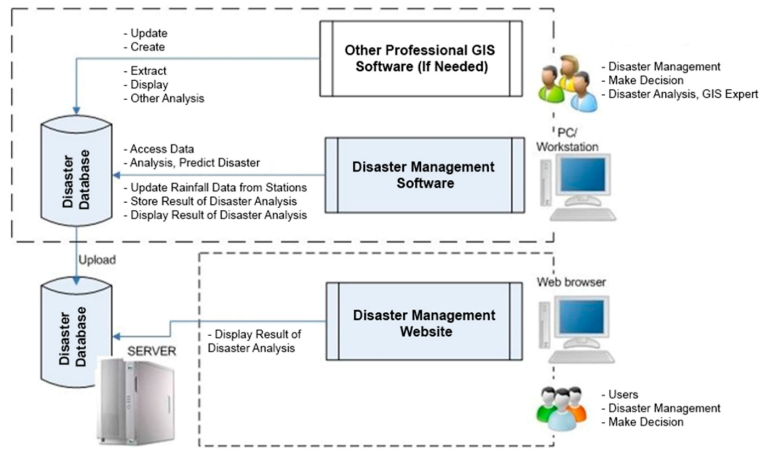 - Update
- Create
- Extract
- Display
- Other Analysis
Other Professional GIS
Software (If Needed)
- Disaster Management
- Make Decision
- Disaster Analysis, GIS Expert
PC/
Workstation
Disaster
Database
- Access Data
- Analysis, Predict Disaster
- Update Rainfall Data from Stations
- Store Result of Disaster Analysis
- Display Result of Disaster Analysis
Disaster Management
Software
Upload
Disaster
Database
SERVER
- Display Result of
Disaster Analysis
Disaster Management
Website
Web browser
- Users
- Disaster Management
- Make Decision